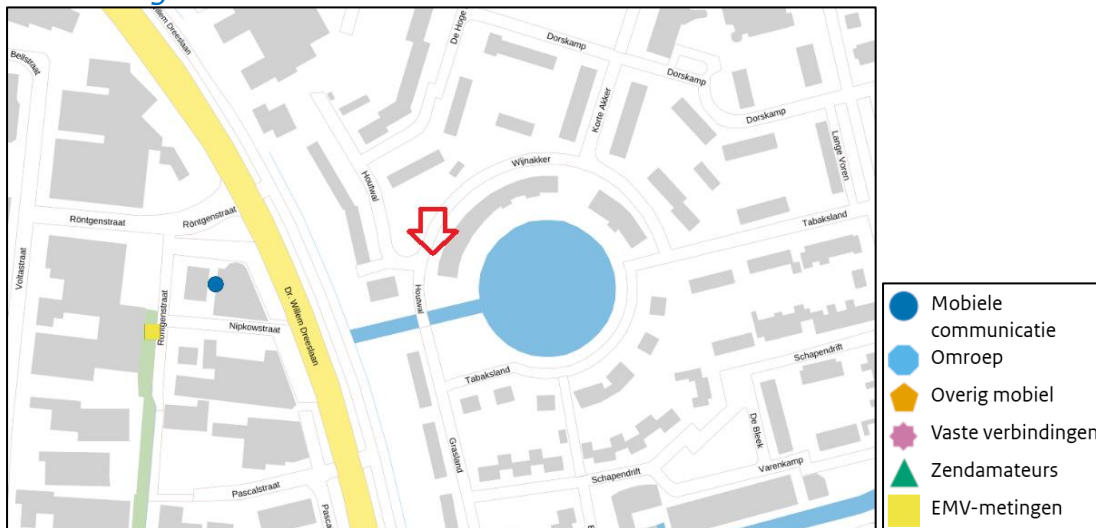 Willem Dreeslaan
De Hoge
Dorskamp
Dorskamp
Dorskamp
Bellstraat
Korte Akker
Lange Voren
Wijnakker
Houtwal
Röntgenstraat
Röntgenstraat
Tabaksland
Voltastraat
Houtwal
Dr. Willem Dreeslaan
Röntgenstraat
Nipkowstraat
Schapendrift
Tabaksland
De Bleek
Grasland
Varenkamp
Schapendrift
Pascalstraat
Mobiele
communicatie
Omroep
Overig mobiel
Vaste verbindingen
Zendamateurs
EMV-metingen